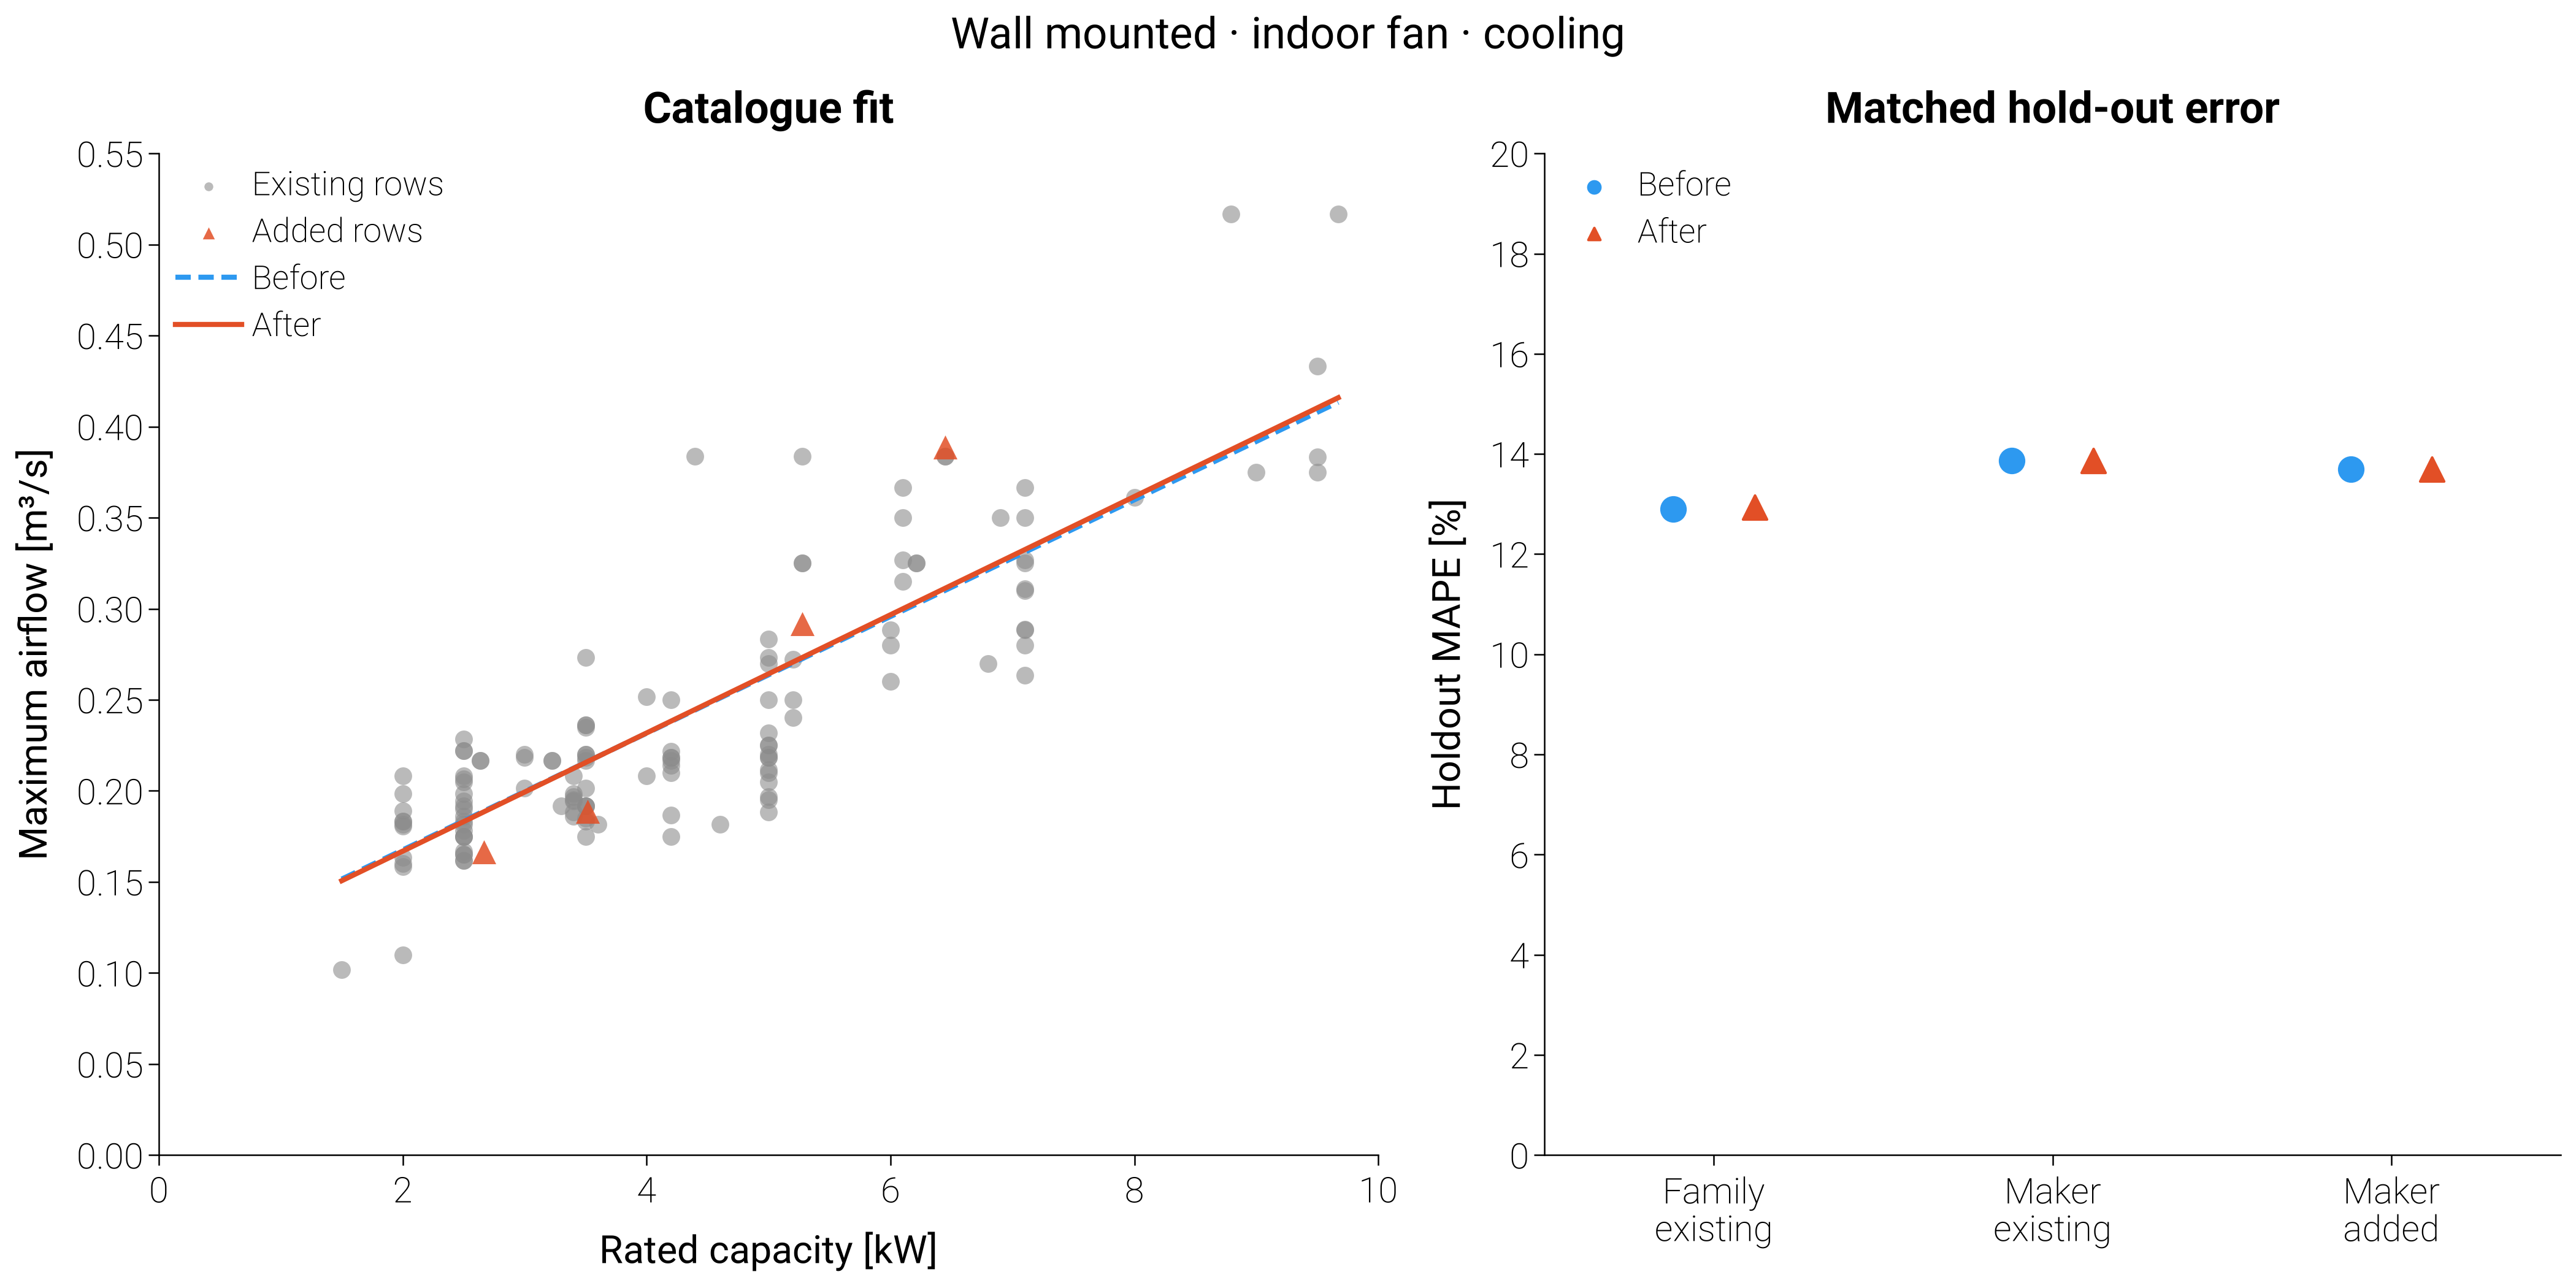 Wall mounted · indoor fan · cooling
Catalogue fit
Maximum airflow [m³/s]
0.55
0.50
0.45
0.40
0.35
0.30
0.25
0.20
0.15
0.10
0.05
0.00
Existing rows
Added rows
Before
After
0 2 4 6 8 10
Rated capacity [kW]
Matched hold-out error
Holdout MAPE [%]
20
18
16
14
12
10
8
6
4
2
0
Before
After
Family existing
Maker existing
Maker added